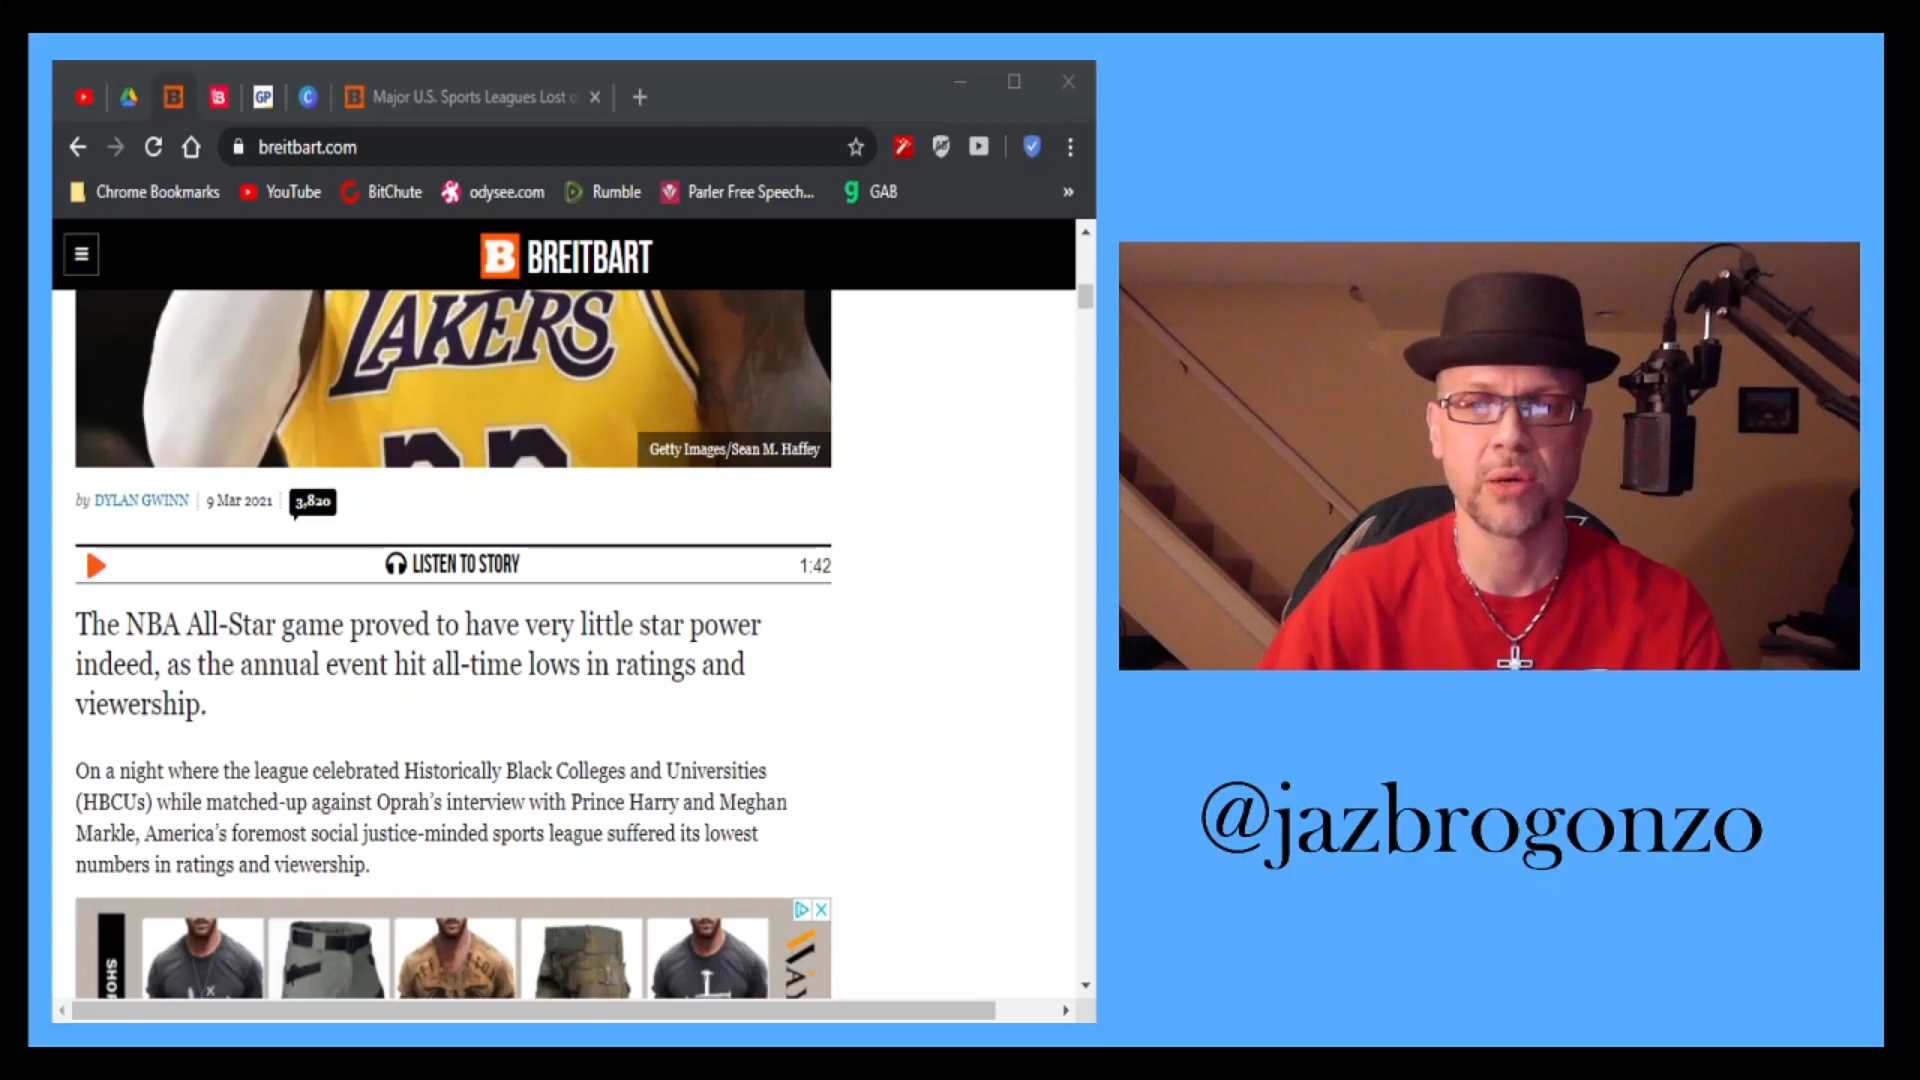 Major U.S. Sports Leagues Lost
breitbart.com
Chrome Bookmarks YouTube BitChute odysee.com Rumble Parler Free Speech... GAB
B BREITBART
LAKERS
Getty Images/Sean M. Haffey
by DYLAN GWINN | 9 Mar 2021 3,820
LISTEN TO STORY 1:42
The NBA All-Star game proved to have very little star power
indeed, as the annual event hit all-time lows in ratings and
viewership.
On a night where the league celebrated Historically Black Colleges and Universities
(HBCUs) while matched-up against Oprah's interview with Prince Harry and Meghan
Markle, America's foremost social justice-minded sports league suffered its lowest
numbers in ratings and viewership.
@jazbrogonzo